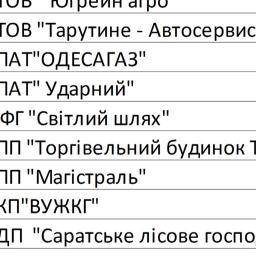 ТОВ "Югрейн агро
ТОВ "Тарутине - Автосервис
ПАТ"ОДЕСАГАЗ"
ПАТ" Ударний"
ФГ "Світлий шлях"
ПП "Торгівельний будинок Т
ПП "Магістраль"
КП"ВУЖКГ"
ДП "Саратське лісове госпо